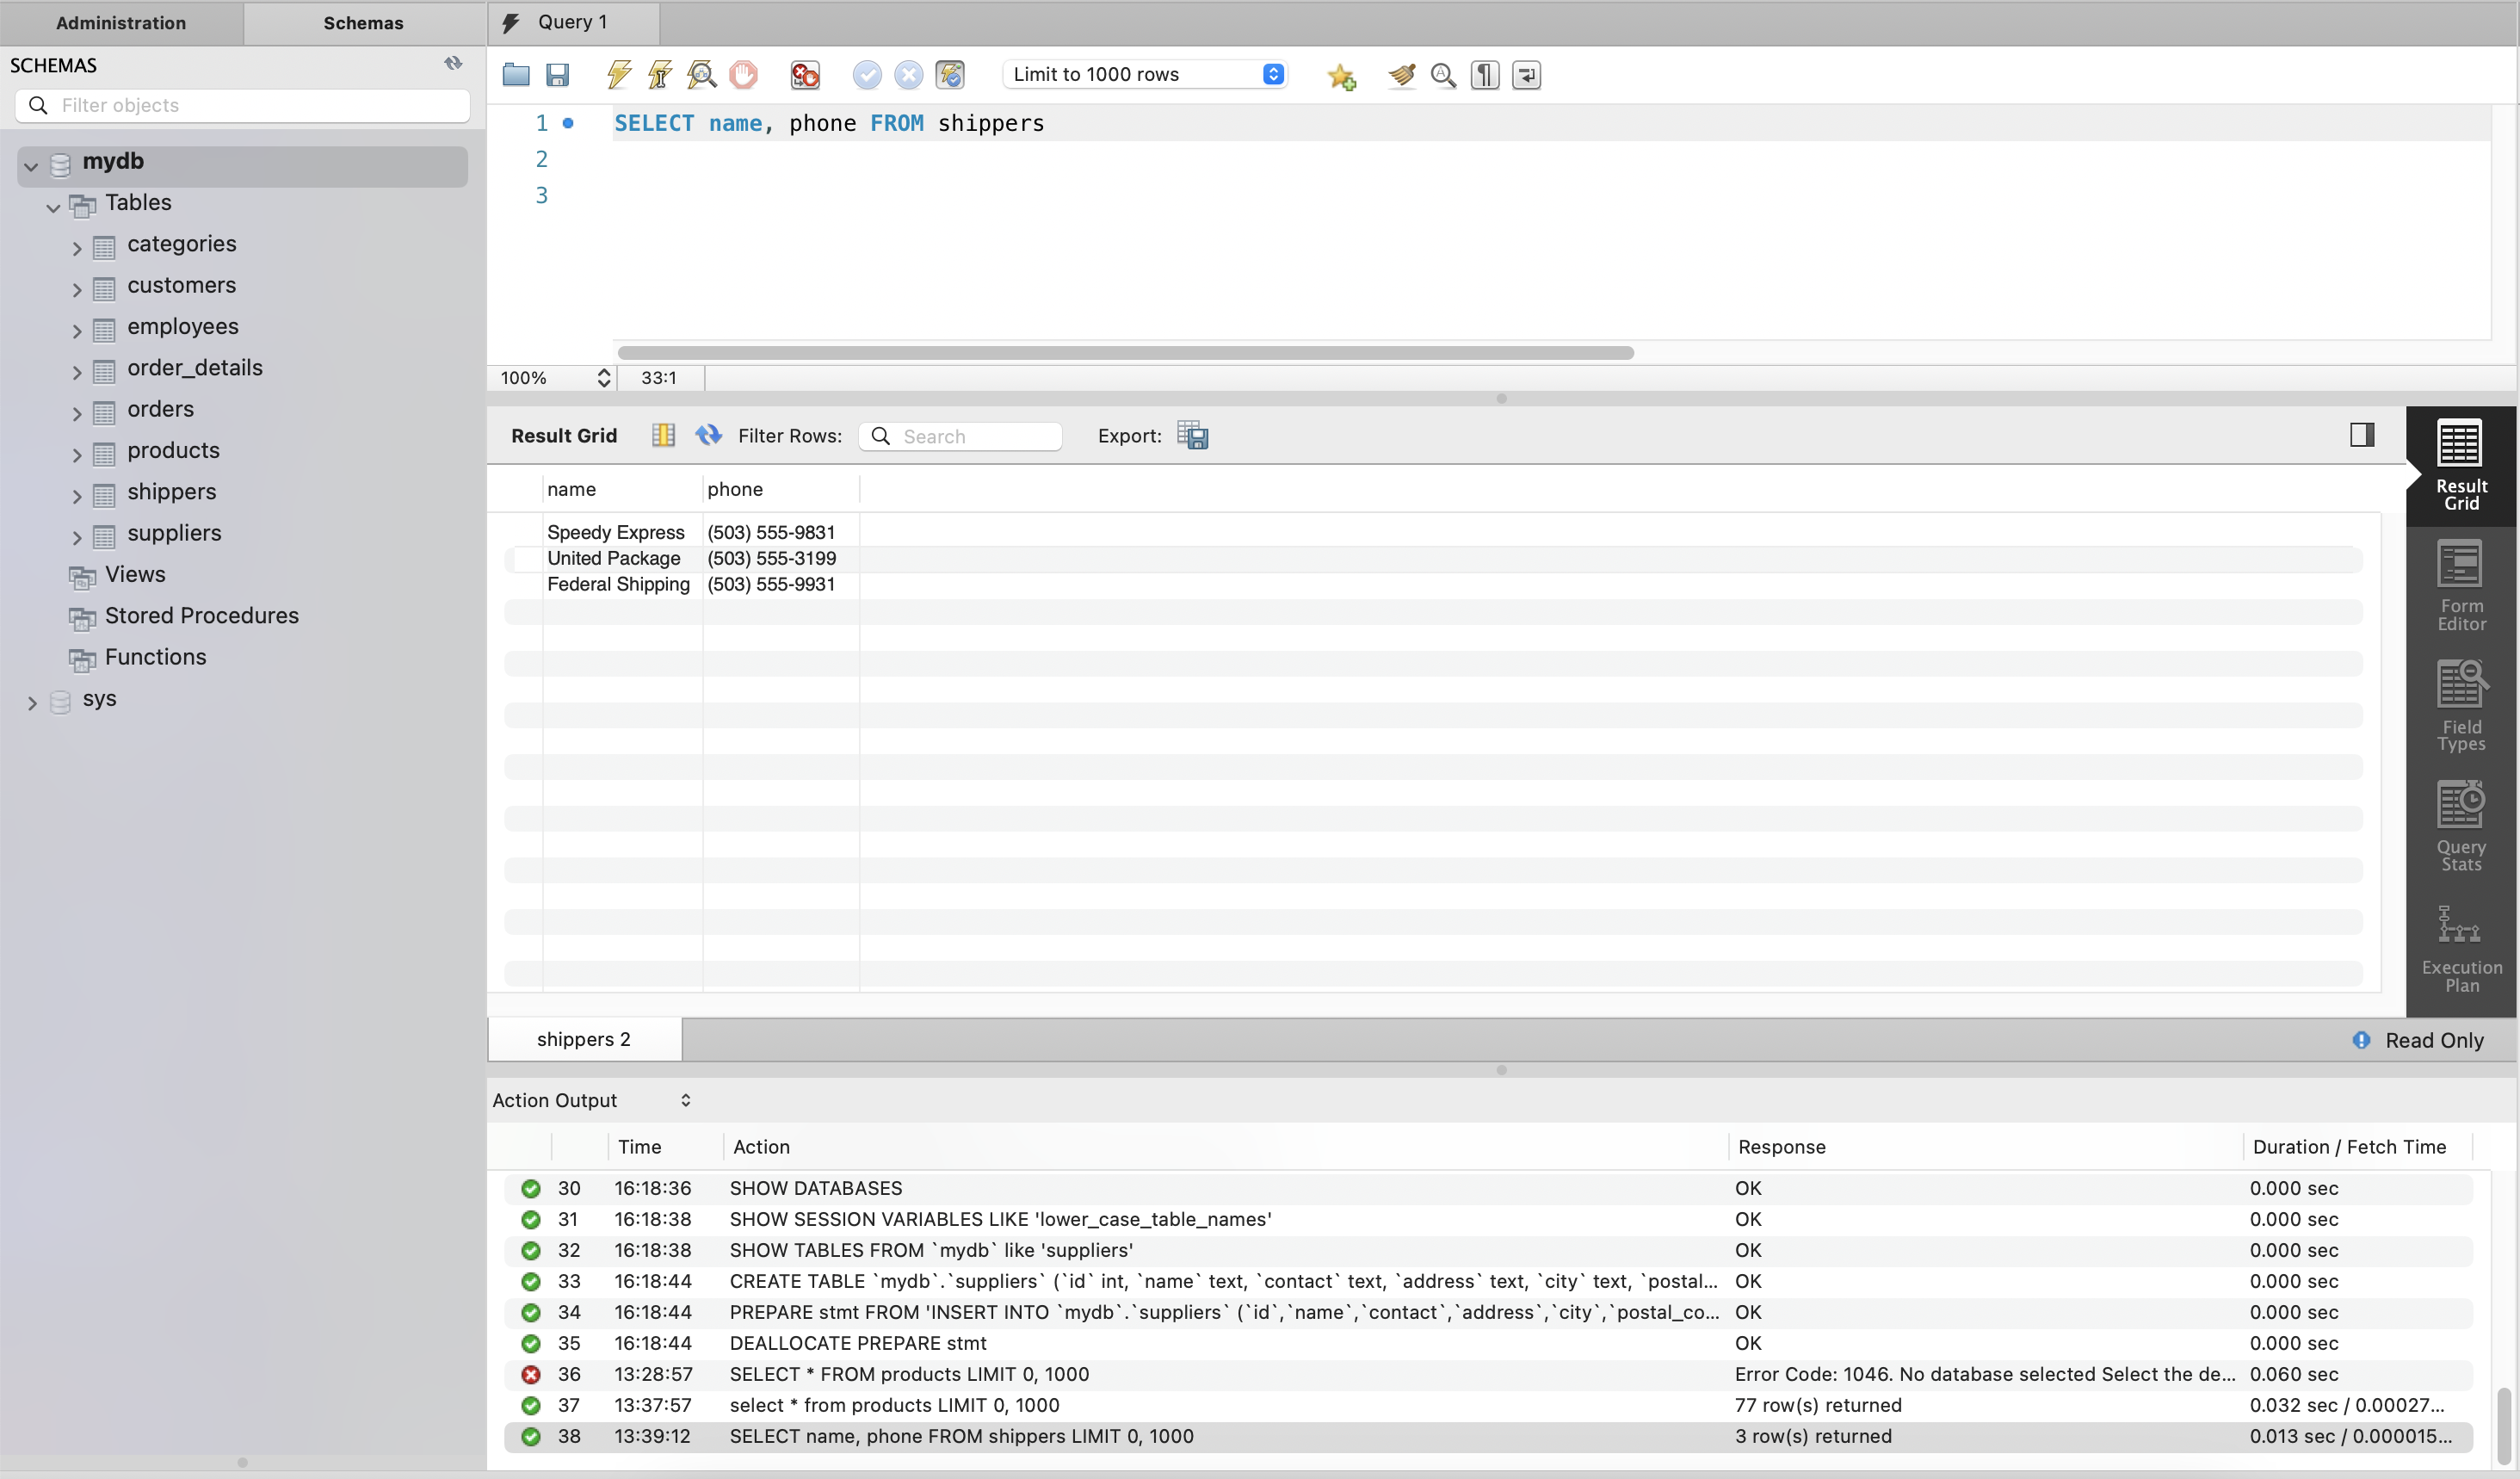 Administration
Schemas
Query 1
SCHEMAS
Filter objects
Limit to 1000 rows
1 SELECT name, phone FROM shippers
2
3
mydb
Tables
categories
customers
employees
order_details
orders
products
shippers
suppliers
Views
Stored Procedures
Functions
sys
100% 33:1
Result Grid Filter Rows: Search Export:
name phone
Speedy Express (503) 555-9831
United Package (503) 555-3199
Federal Shipping (503) 555-9931
Result
Grid
Form
Editor
Field
Types
Query
Stats
Execution
Plan
shippers 2
Read Only
Action Output
Time Action Response Duration / Fetch Time
30 16:18:36 SHOW DATABASES OK 0.000 sec
31 16:18:38 SHOW SESSION VARIABLES LIKE 'lower_case_table_names' OK 0.000 sec
32 16:18:38 SHOW TABLES FROM `mydb` like 'suppliers' OK 0.000 sec
33 16:18:44 CREATE TABLE `mydb`.`suppliers` (`id` int, `name` text, `contact` text, `address` text, `city` text, `postal... OK 0.000 sec
34 16:18:44 PREPARE stmt FROM 'INSERT INTO `mydb`.`suppliers` (`id`,`name`,`contact`,`address`,`city`,`postal_co... OK 0.000 sec
35 16:18:44 DEALLOCATE PREPARE stmt OK 0.000 sec
36 13:28:57 SELECT * FROM products LIMIT 0, 1000 Error Code: 1046. No database selected Select the de... 0.060 sec
37 13:37:57 select * from products LIMIT 0, 1000 77 row(s) returned 0.032 sec / 0.00027...
38 13:39:12 SELECT name, phone FROM shippers LIMIT 0, 1000 3 row(s) returned 0.013 sec / 0.000015...